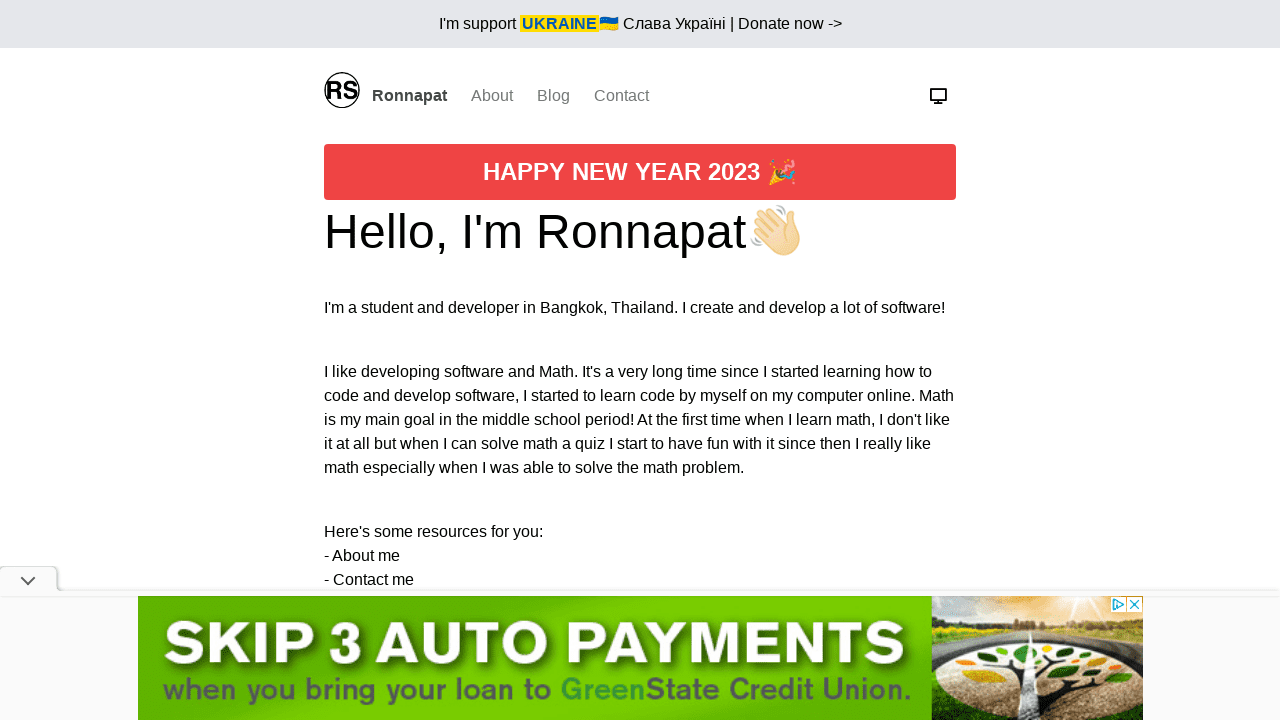 I'm support UKRAINE🇺🇦 Слава Україні | Donate now ->
RS Ronnapat About Blog Contact
HAPPY NEW YEAR 2023 🎉
Hello, I'm Ronnapat👋🏻
I'm a student and developer in Bangkok, Thailand. I create and develop a lot of software!
I like developing software and Math. It's a very long time since I started learning how to
code and develop software, I started to learn code by myself on my computer online. Math
is my main goal in the middle school period! At the first time when I learn math, I don't like
it at all but when I can solve math a quiz I start to have fun with it since then I really like
math especially when I was able to solve the math problem.
Here's some resources for you:
- About me
- Contact me
SKIP 3 AUTO PAYMENTS
when you bring your loan to GreenState Credit Union.